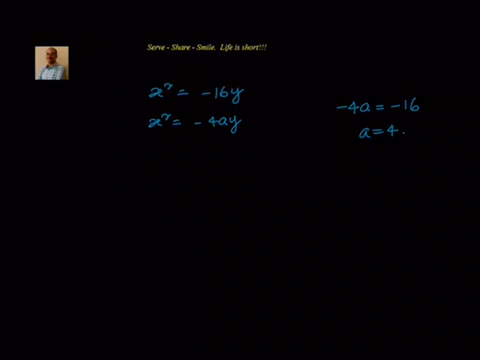 Serve - Share - Smile. Life is short!!!
x² = -16y
-4a = -16
x² = -4ay
a = 4.